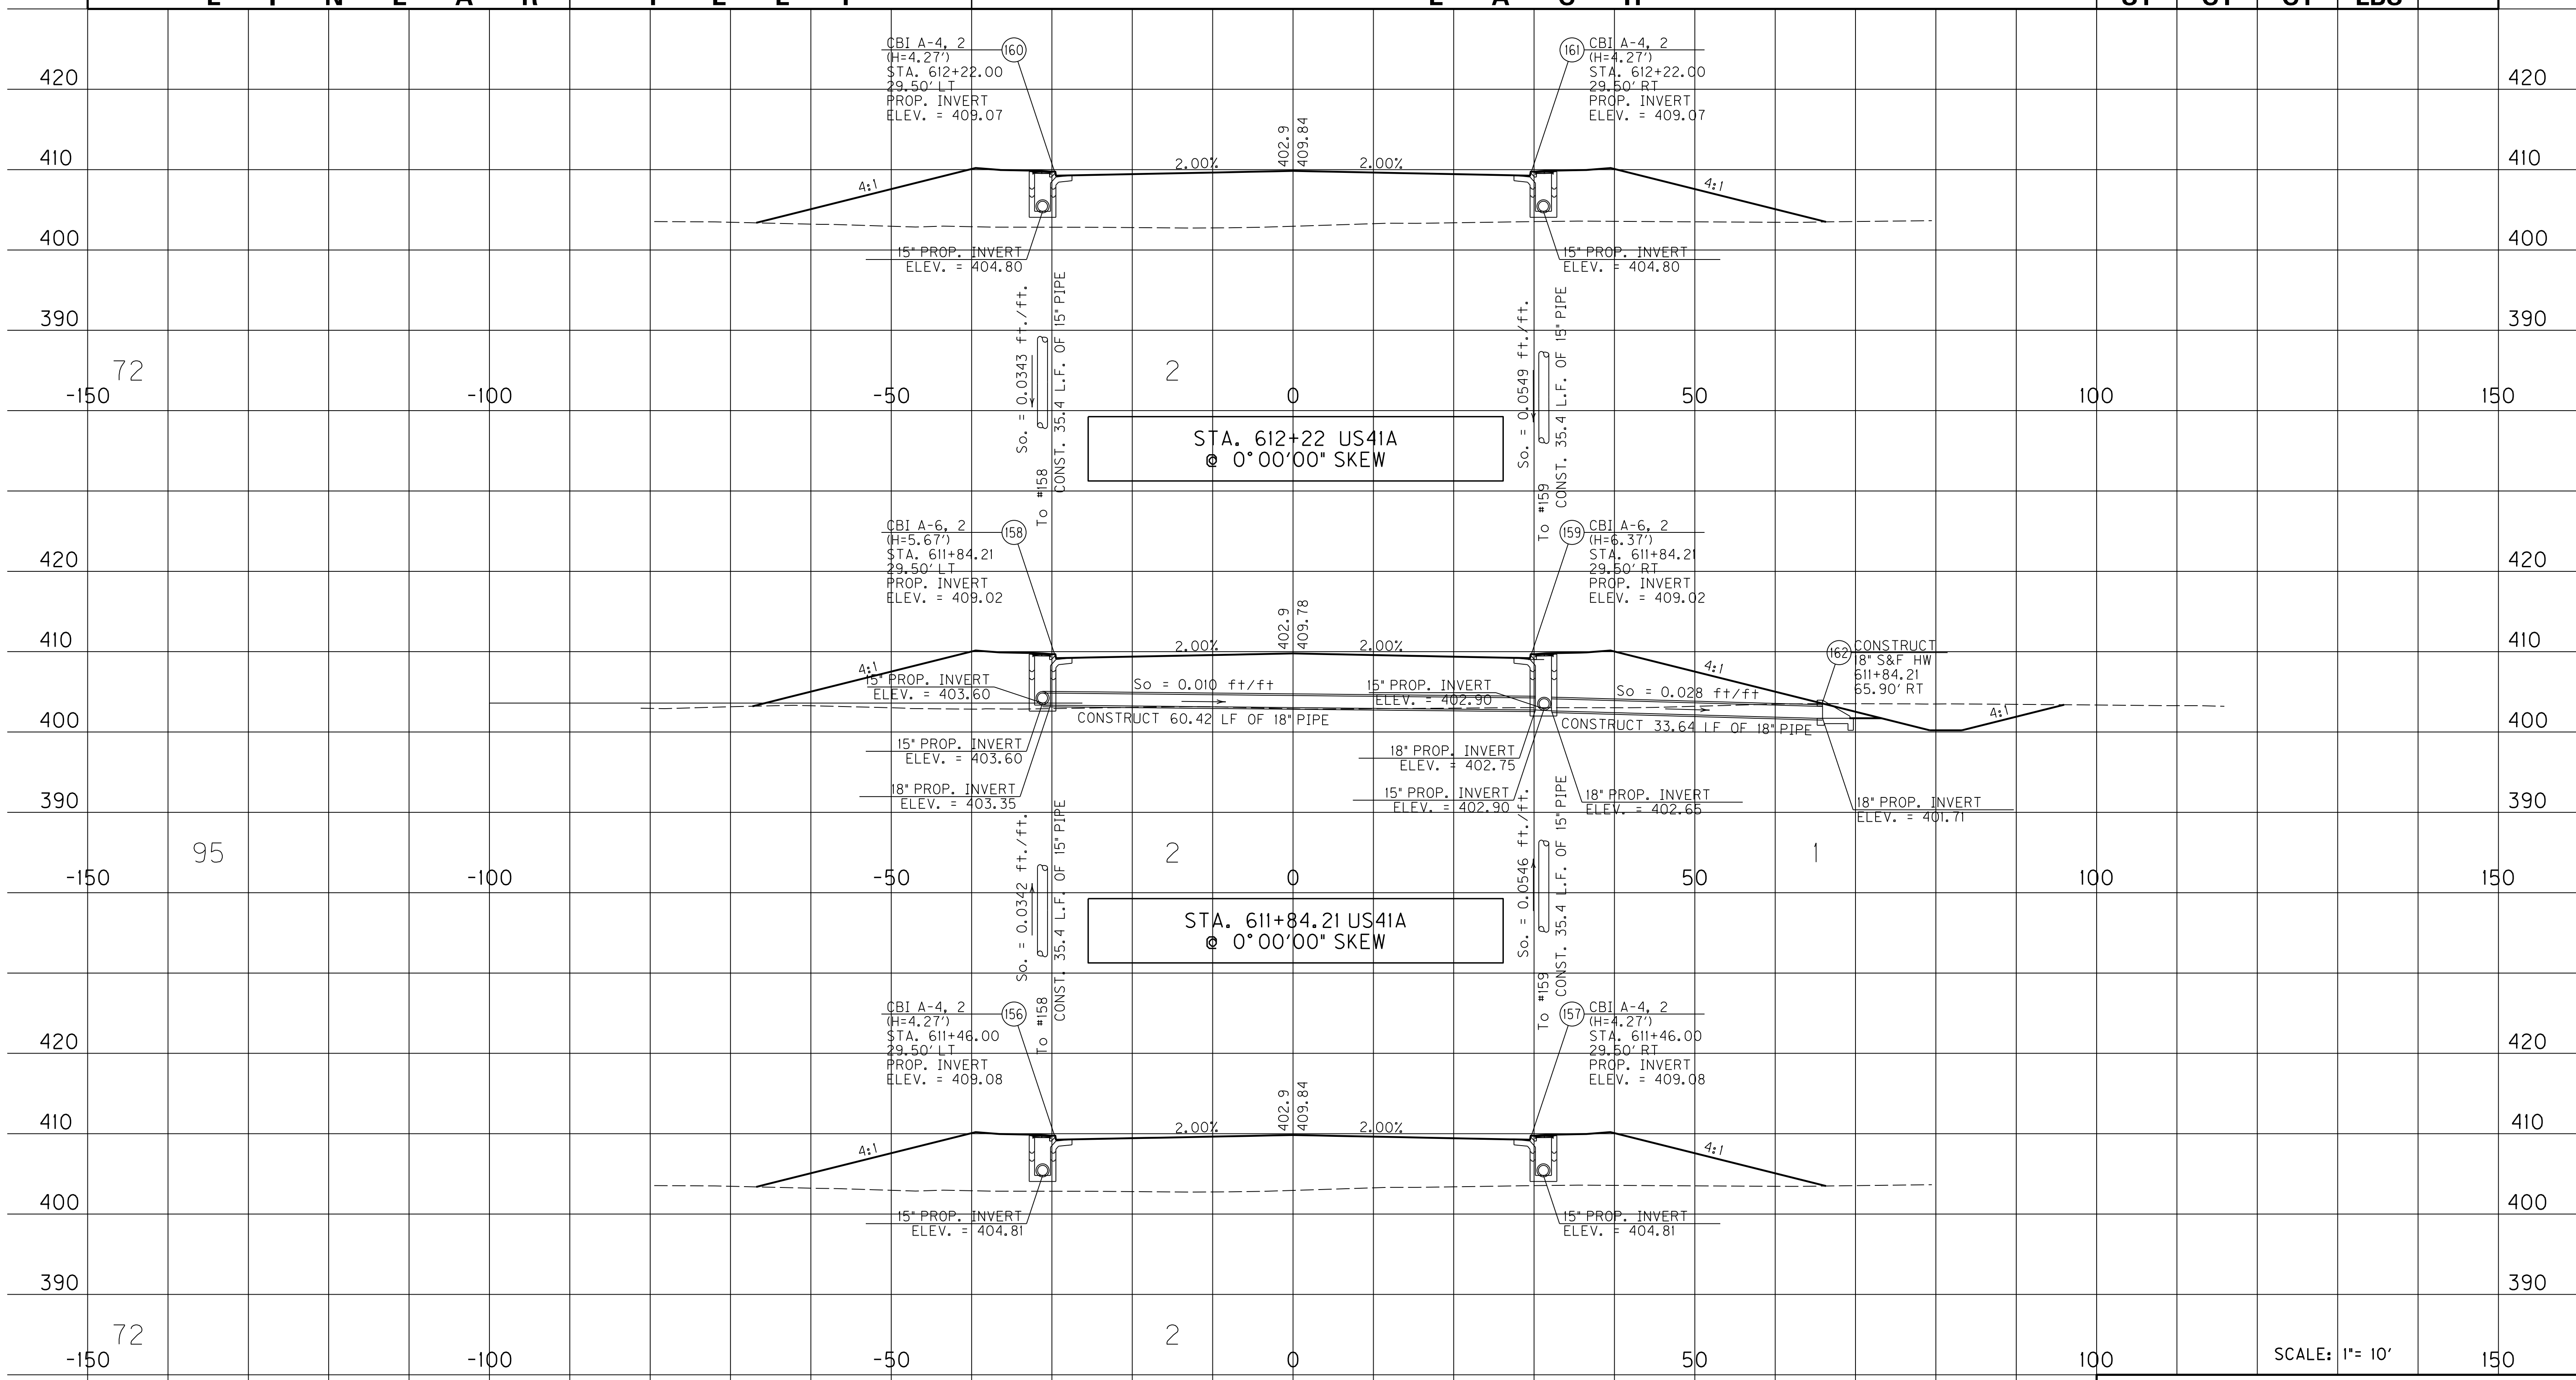 420
CBI A-4, 2
(H=4.27')
STA. 612+22.00
29.50' LT
PROP. INVERT
ELEV. = 409.07
160
161
CBI A-4, 2
(H=4.27')
STA. 612+22.00
29.50' RT
PROP. INVERT
ELEV. = 409.07
420
410
4:1
2.00%
402.9
409.84
2.00%
4:1
410
400
15" PROP. INVERT
ELEV. = 404.80
15" PROP. INVERT
ELEV. = 404.80
400
390
So. = 0.0343 ft./ft.
To #158
CONST. 35.4 L.F. OF 15" PIPE
So. = 0.0549 ft./ft.
To #159
CONST. 35.4 L.F. OF 15" PIPE
390
72
2
-150
-100
-50
0
50
100
150
STA. 612+22 US41A
@ 0°00'00" SKEW
420
CBI A-6, 2
(H=5.67')
STA. 611+84.21
29.50' LT
PROP. INVERT
ELEV. = 409.02
158
159
CBI A-6, 2
(H=6.37')
STA. 611+84.21
29.50' RT
PROP. INVERT
ELEV. = 409.02
420
410
4:1
2.00%
402.9
409.78
2.00%
4:1
162
CONSTRUCT
18" S&F HW
611+84.21
65.90' RT
410
15" PROP. INVERT
ELEV. = 403.60
So = 0.010 ft/ft
15" PROP. INVERT
ELEV. = 402.90
So = 0.028 ft/ft
4:1
400
CONSTRUCT 60.42 LF OF 18" PIPE
CONSTRUCT 33.64 LF OF 18" PIPE
400
15" PROP. INVERT
ELEV. = 403.60
18" PROP. INVERT
ELEV. = 402.75
18" PROP. INVERT
ELEV. = 403.35
15" PROP. INVERT
ELEV. = 402.90
18" PROP. INVERT
ELEV. = 402.65
18" PROP. INVERT
ELEV. = 401.71
390
390
So. = 0.0342 ft./ft.
To #158
CONST. 35.4 L.F. OF 15" PIPE
So. = 0.0546 ft./ft.
To #159
CONST. 35.4 L.F. OF 15" PIPE
95
2
1
-150
-100
-50
0
50
100
150
STA. 611+84.21 US41A
@ 0°00'00" SKEW
420
CBI A-4, 2
(H=4.27')
STA. 611+46.00
29.50' LT
PROP. INVERT
ELEV. = 409.08
156
157
CBI A-4, 2
(H=4.27')
STA. 611+46.00
29.50' RT
PROP. INVERT
ELEV. = 409.08
420
410
4:1
2.00%
402.9
409.84
2.00%
4:1
410
400
15" PROP. INVERT
ELEV. = 404.81
15" PROP. INVERT
ELEV. = 404.81
400
390
390
72
2
-150
-100
-50
0
50
100
SCALE: 1"= 10'
150